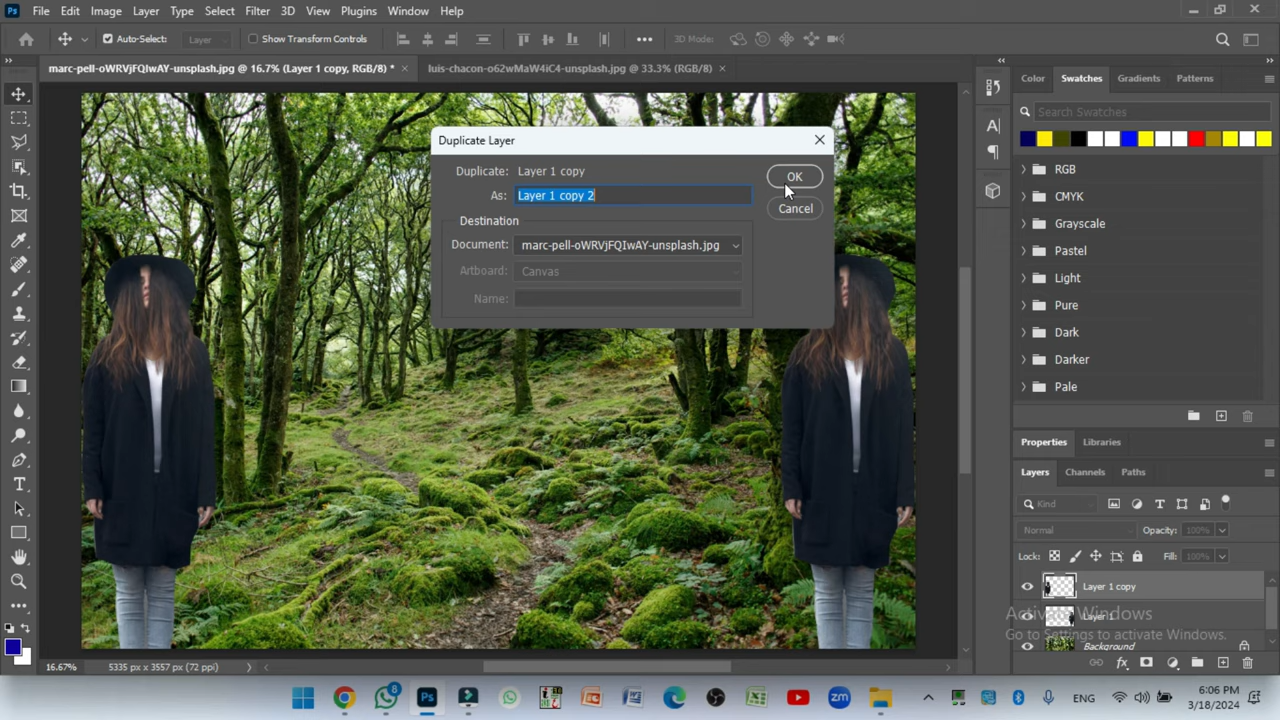 Ps File Edit Image Layer Type Select Filter 3D View Plugins Window Help
Auto-Select: Layer Show Transform Controls 3D Mode:
marc-pell-oWRVjFQIwAY-unsplash.jpg @ 16.7% (Layer 1 copy, RGB/8) *
luis-chacon-o62wMaW4iC4-unsplash.jpg @ 33.3% (RGB/8)
Duplicate Layer
Duplicate: Layer 1 copy
As: Layer 1 copy 2
OK
Cancel
Destination
Document: marc-pell-oWRVjFQIwAY-unsplash.jpg
Artboard: Canvas
Name:
Color Swatches Gradients Patterns
Search Swatches
RGB
CMYK
Grayscale
Pastel
Light
Pure
Dark
Darker
Pale
Properties Libraries
Layers Channels Paths
Kind
Normal Opacity: 100%
Lock: Fill: 100%
Layer 1 copy
Layer 1
Background
Activate Windows
Go to Settings to activate Windows.
16.67% 5335 px x 3557 px (72 ppi)
8
Ps
zm
ENG
6:06 PM
3/18/2024